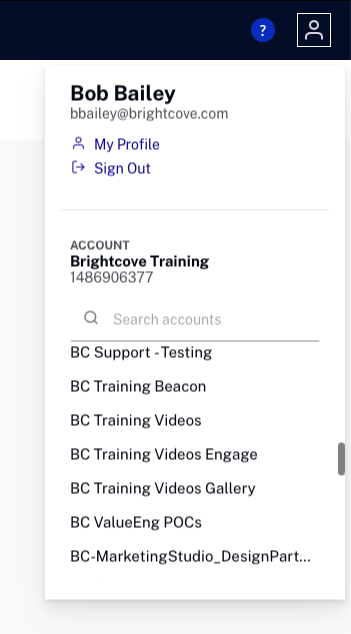 ?
Bob Bailey
bbailey@brightcove.com
My Profile
Sign Out
ACCOUNT
Brightcove Training
1486906377
Search accounts
BC Support - Testing
BC Training Beacon
BC Training Videos
BC Training Videos Engage
BC Training Videos Gallery
BC ValueEng POCs
BC-MarketingStudio_DesignPart...